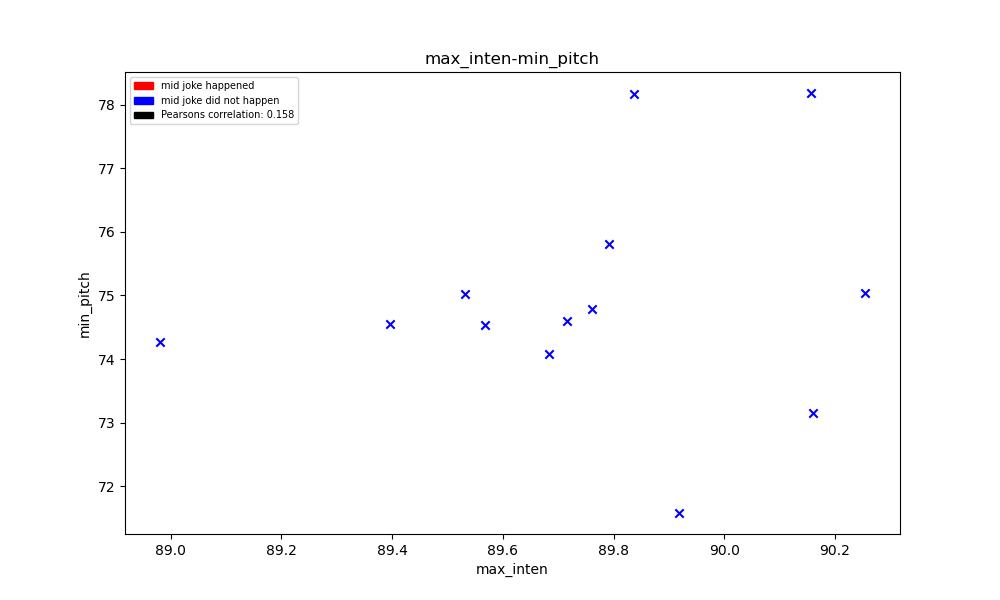 max_inten-min_pitch
mid joke happened
mid joke did not happen
Pearsons correlation: 0.158
78
77
76
75
74
73
72
min_pitch
89.0 89.2 89.4 89.6 89.8 90.0 90.2
max_inten